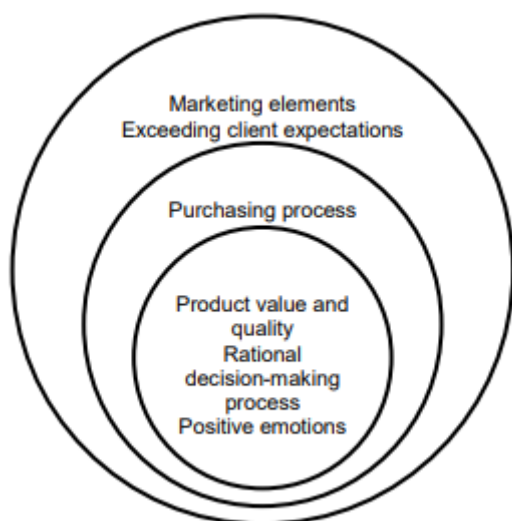 Marketing elements
Exceeding client expectations
Purchasing process
Product value and
quality
Rational
decision-making
process
Positive emotions